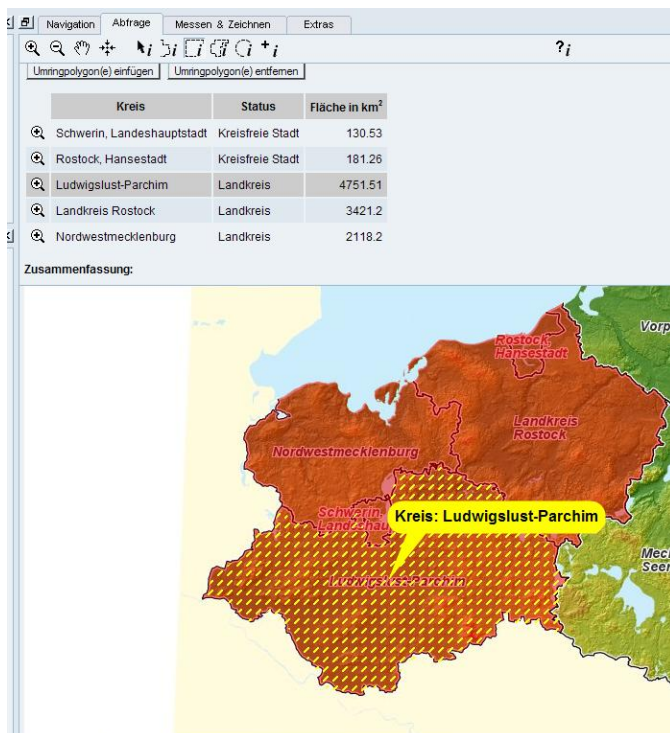 Navigation Abfrage Messen & Zeichnen Extras
?i
Umringpolygon(e) einfügen Umringpolygon(e) entfernen
Kreis Status Fläche in km²
Schwerin, Landeshauptstadt Kreisfreie Stadt 130.53
Rostock, Hansestadt Kreisfreie Stadt 181.26
Ludwigslust-Parchim Landkreis 4751.51
Landkreis Rostock Landkreis 3421.2
Nordwestmecklenburg Landkreis 2118.2
Zusammenfassung:
Vorp
Rostock,
Hansestadt
Landkreis
Rostock
Nordwestmecklenburg
Schwerin,
Landeshau
Kreis: Ludwigslust-Parchim
Meck
Seen
Ludwigslust-Parchim